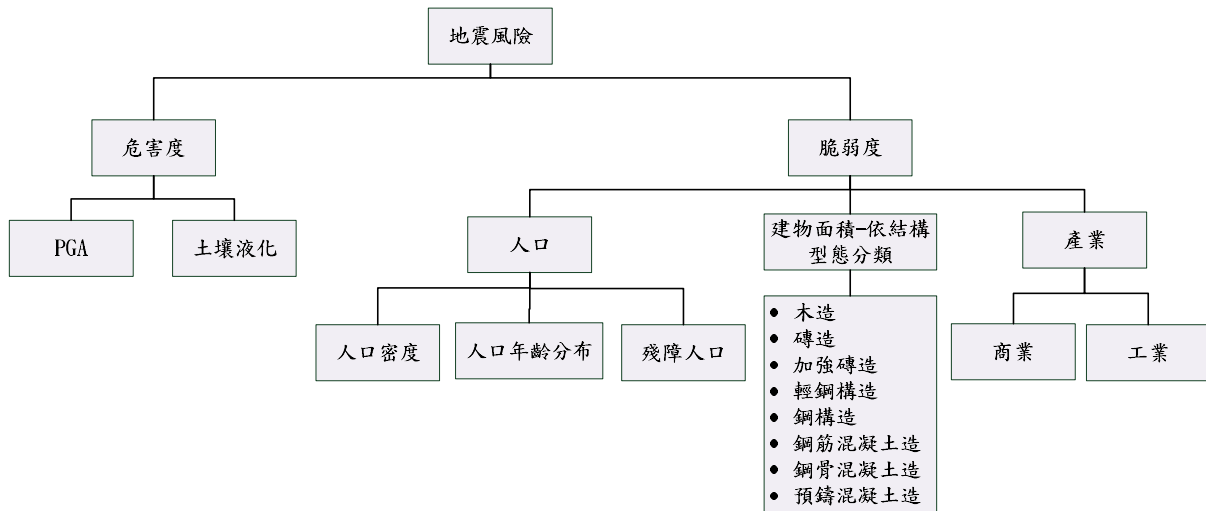 地震風險
危害度
脆弱度
PGA
土壤液化
人口
建物面積-依結構
型態分類
產業
人口密度
人口年齡分布
殘障人口
• 木造
• 磚造
• 加強磚造
• 輕鋼構造
• 鋼構造
• 鋼筋混凝土造
• 鋼骨混凝土造
• 預鑄混凝土造
商業
工業